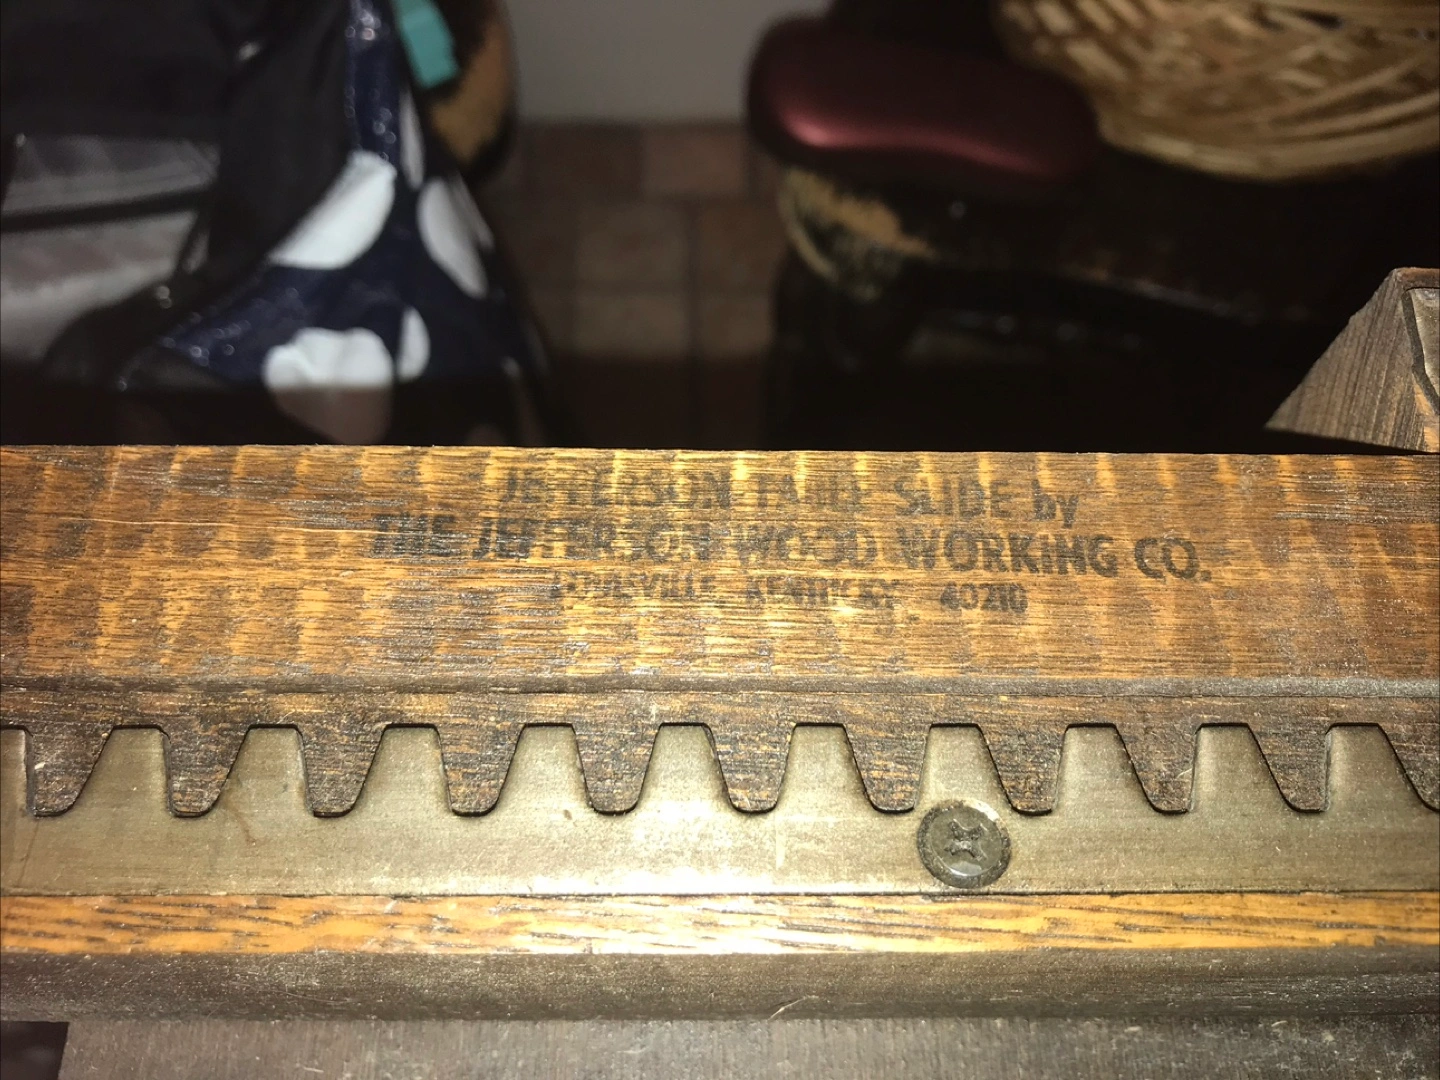 JEFFERSON TABLE SLIDE by
THE JEFFERSON WOOD WORKING CO.
LOUISVILLE, KENTUCKY 40210